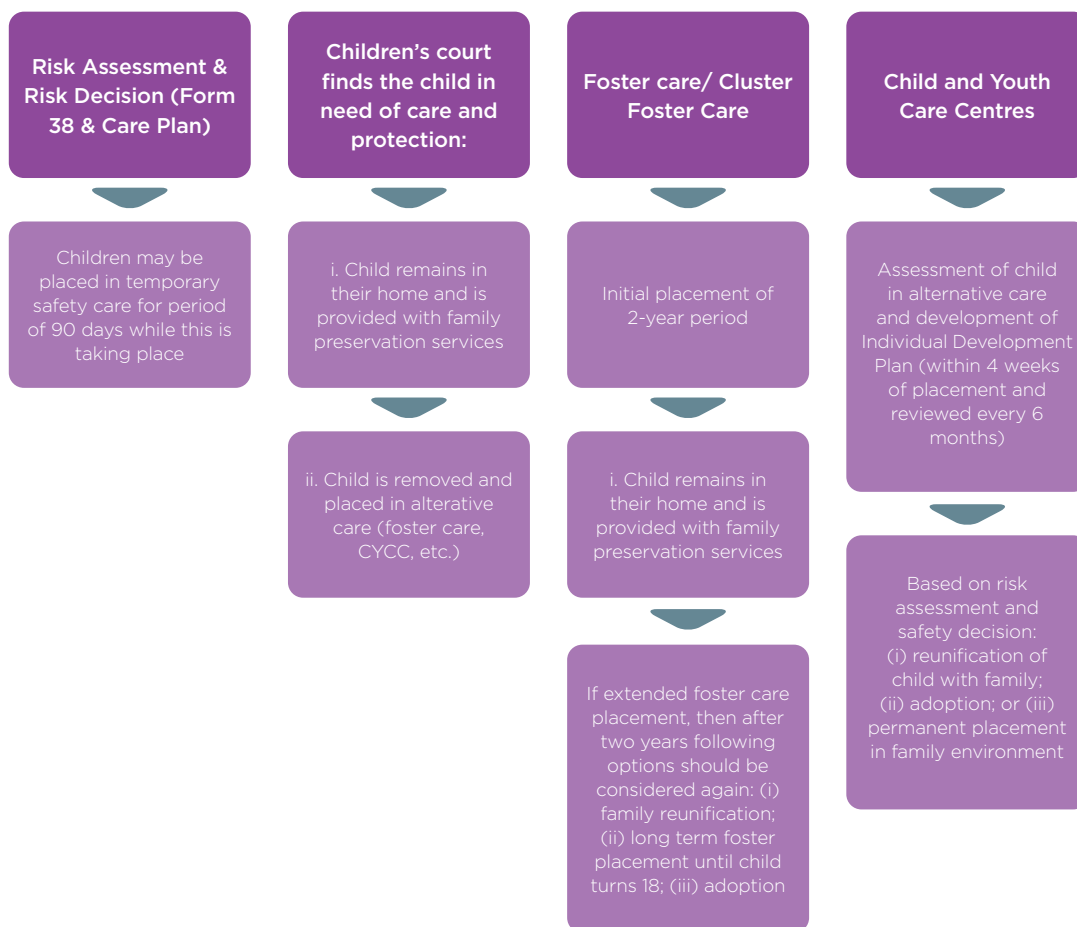 Risk Assessment &
Risk Decision (Form
38 & Care Plan)
Children may be
placed in temporary
safety care for period
of 90 days while this is
taking place
Children's court
finds the child in
need of care and
protection:
i. Child remains in
their home and is
provided with family
preservation services
ii. Child is removed and
placed in alterative
care (foster care,
CYCC, etc.)
Foster care/ Cluster
Foster Care
Initial placement of
2-year period
i. Child remains in
their home and is
provided with family
preservation services
If extended foster care
placement, then after
two years following
options should be
considered again: (i)
family reunification;
(ii) long term foster
placement until child
turns 18; (iii) adoption
Child and Youth
Care Centres
Assessment of child
in alternative care
and development of
Individual Development
Plan (within 4 weeks
of placement and
reviewed every 6
months)
Based on risk
assessment and
safety decision:
(i) reunification of
child with family;
(ii) adoption; or (iii)
permanent placement
in family environment